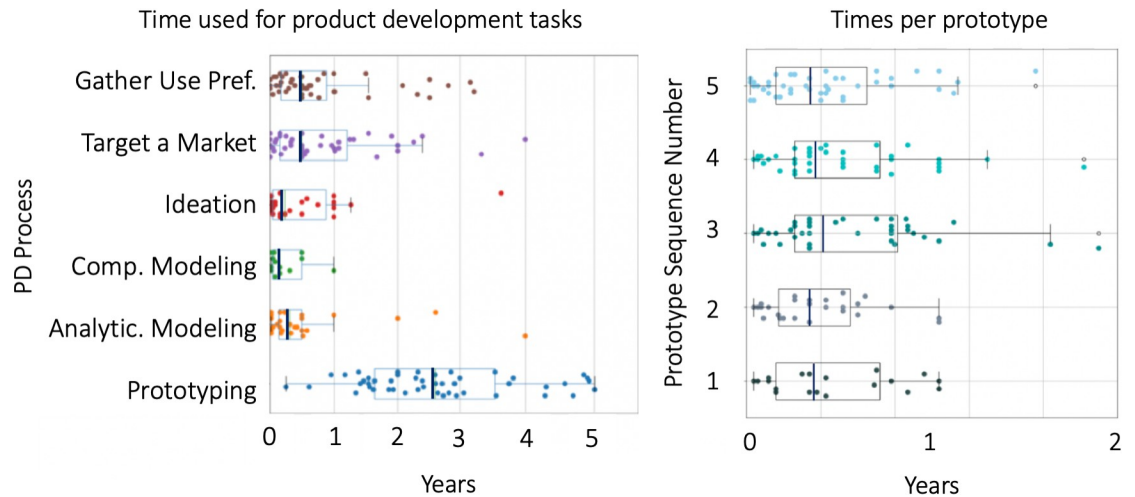 Time used for product development tasks
PD Process
Gather Use Pref.
Target a Market
Ideation
Comp. Modeling
Analytic. Modeling
Prototyping
0 1 2 3 4 5
Years
Times per prototype
Prototype Sequence Number
5
4
3
2
1
0 1 2
Years